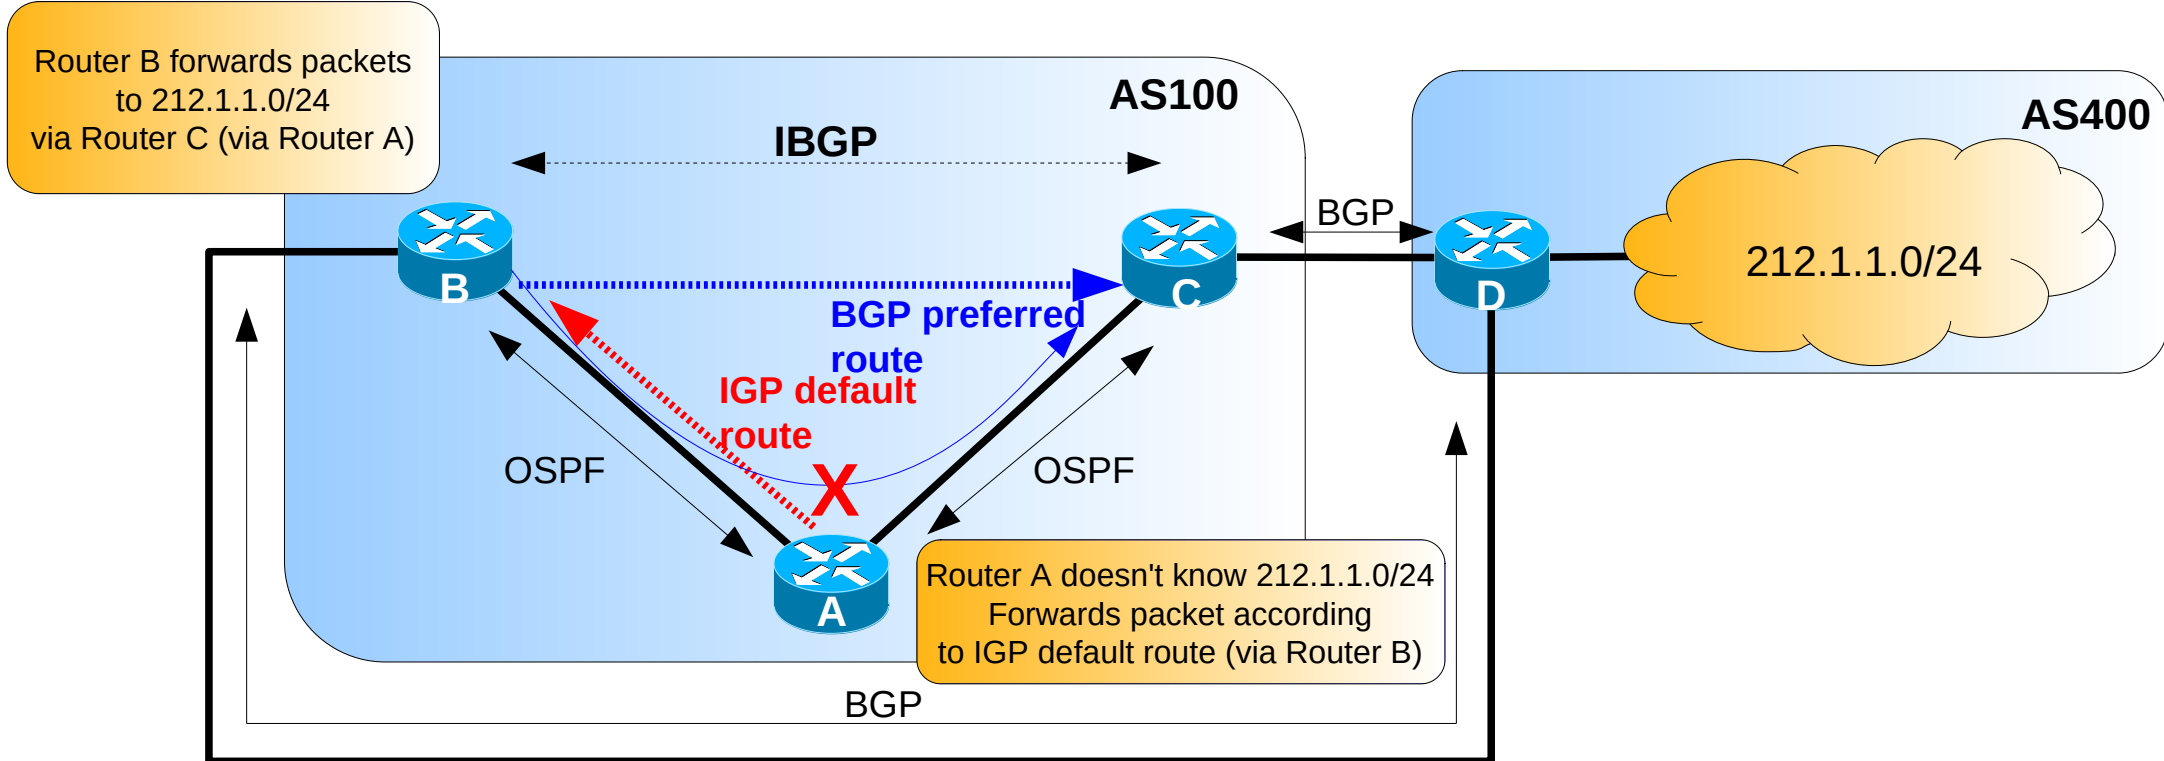 Router B forwards packets
to 212.1.1.0/24
via Router C (via Router A)
AS100
AS400
IBGP
BGP
B
C
D
212.1.1.0/24
BGP preferred
route
IGP default
route
OSPF
OSPF
X
A
Router A doesn't know 212.1.1.0/24
Forwards packet according
to IGP default route (via Router B)
BGP